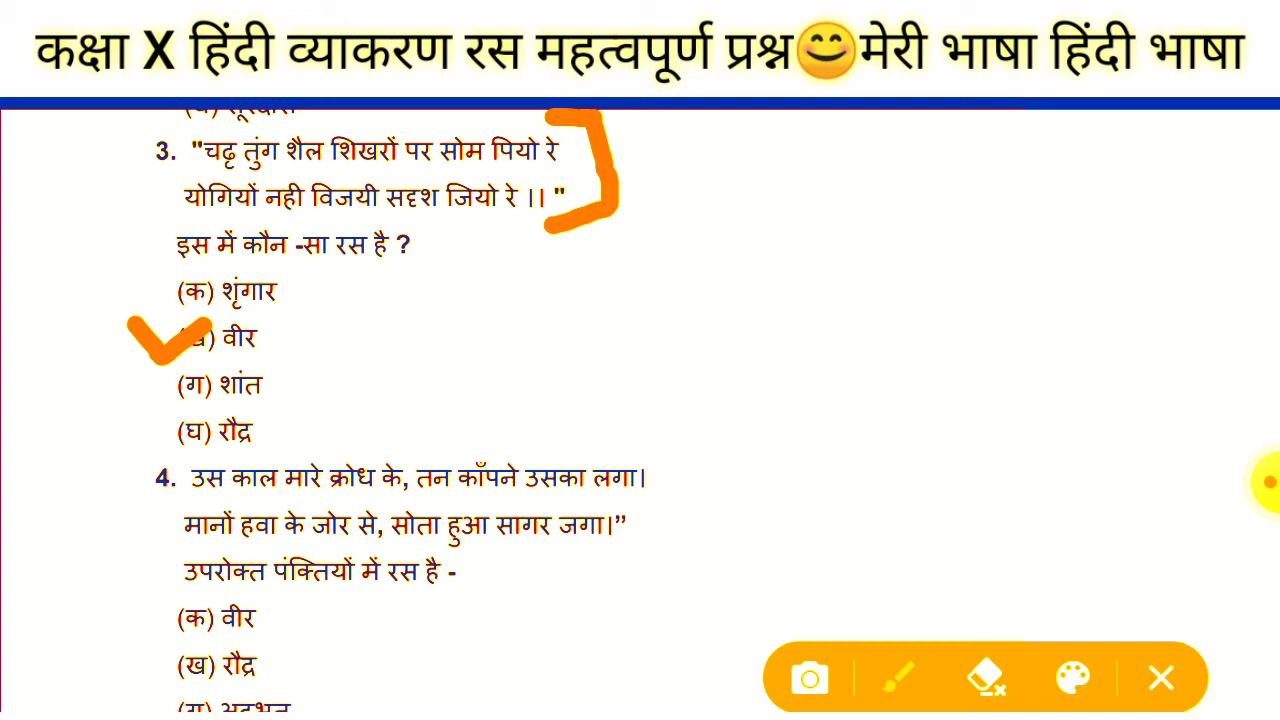 कक्षा X हिंदी व्याकरण रस महत्वपूर्ण प्रश्न😊मेरी भाषा हिंदी भाषा
3. "चढ़ तुंग शैल शिखरों पर सोम पियो रे
योगियों नही विजयी सदृश जियो रे ।। "
इस में कौन -सा रस है ?
(क) शृंगार
(ख) वीर
(ग) शांत
(घ) रौद्र
4. उस काल मारे क्रोध के, तन काँपने उसका लगा।
मानों हवा के जोर से, सोता हुआ सागर जगा।”
उपरोक्त पंक्तियों में रस है -
(क) वीर
(ख) रौद्र